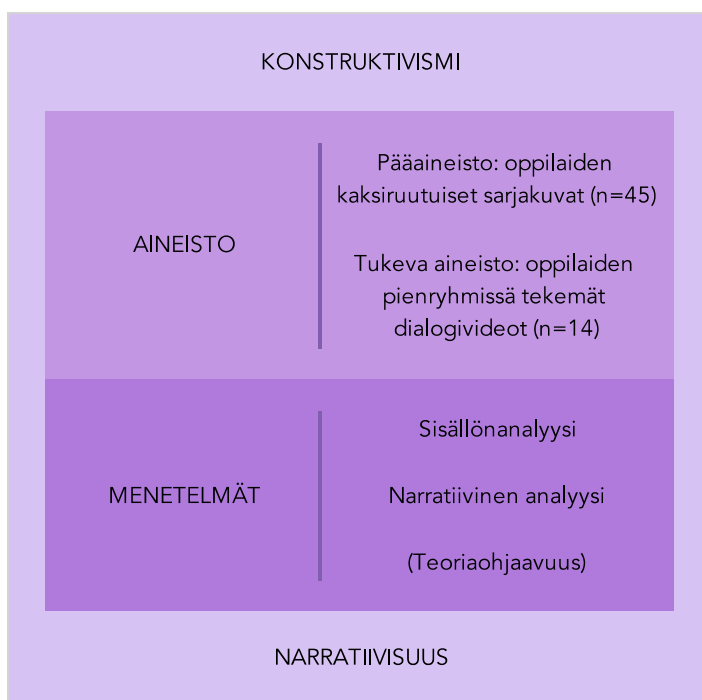 KONSTRUKTIVISMI
AINEISTO
Pääaineisto: oppilaiden
kaksiruutuiset sarjakuvat (n=45)
Tukeva aineisto: oppilaiden
pienryhmissä tekemät
dialogivideot (n=14)
MENETELMÄT
Sisällönanalyysi
Narratiivinen analyysi
(Teoriaohjaavuus)
NARRATIIVISUUS